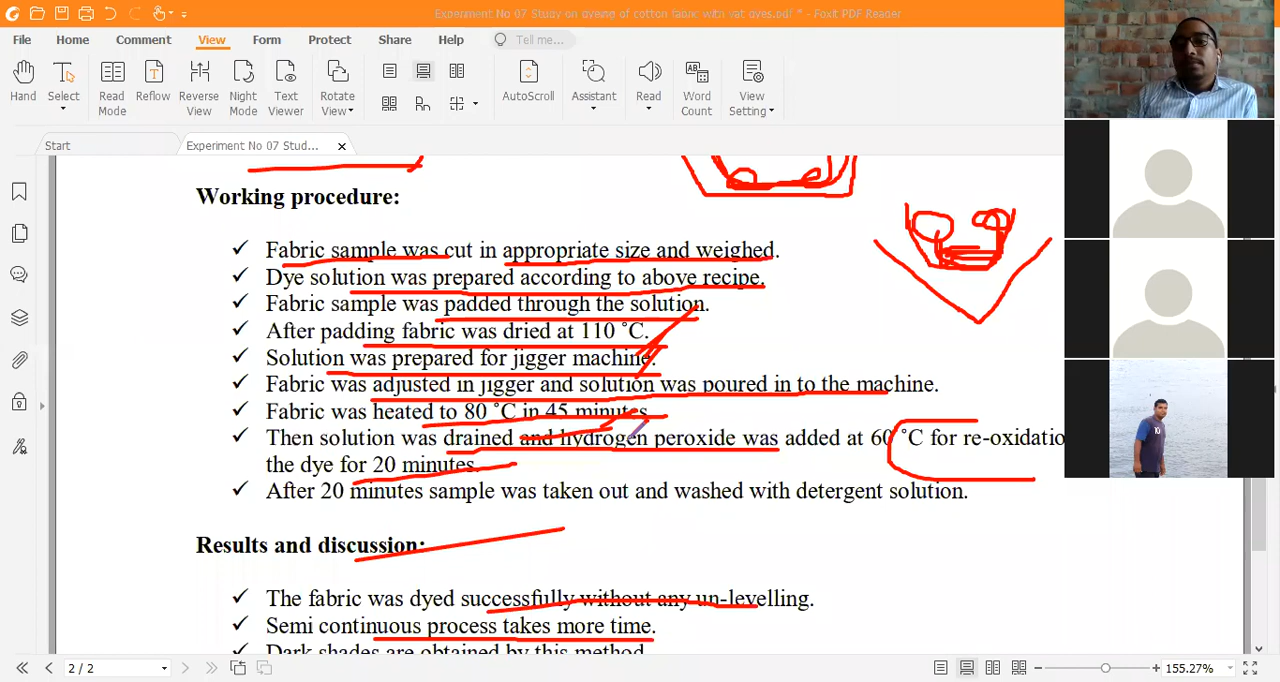 Experiment No 07 Study on dyeing of cotton fabric with vat dyes.pdf * - Foxit PDF Reader
File Home Comment View Form Protect Share Help Tell me...
Hand Select Read Mode Reflow Reverse View Night Mode Text Viewer Rotate View AutoScroll Assistant Read Word Count View Setting
Start Experiment No 07 Stud...
Working procedure:
✓ Fabric sample was cut in appropriate size and weighed.
✓ Dye solution was prepared according to above recipe.
✓ Fabric sample was padded through the solution.
✓ After padding fabric was dried at 110 °C.
✓ Solution was prepared for jigger machine.
✓ Fabric was adjusted in jigger and solution was poured in to the machine.
✓ Fabric was heated to 80 °C in 45 minutes.
✓ Then solution was drained and hydrogen peroxide was added at 60 °C for re-oxidatio
the dye for 20 minutes.
✓ After 20 minutes sample was taken out and washed with detergent solution.
Results and discussion:
✓ The fabric was dyed successfully without any un-levelling.
✓ Semi continuous process takes more time.
Dark shades are obtained by this method.
2 / 2 155.27%